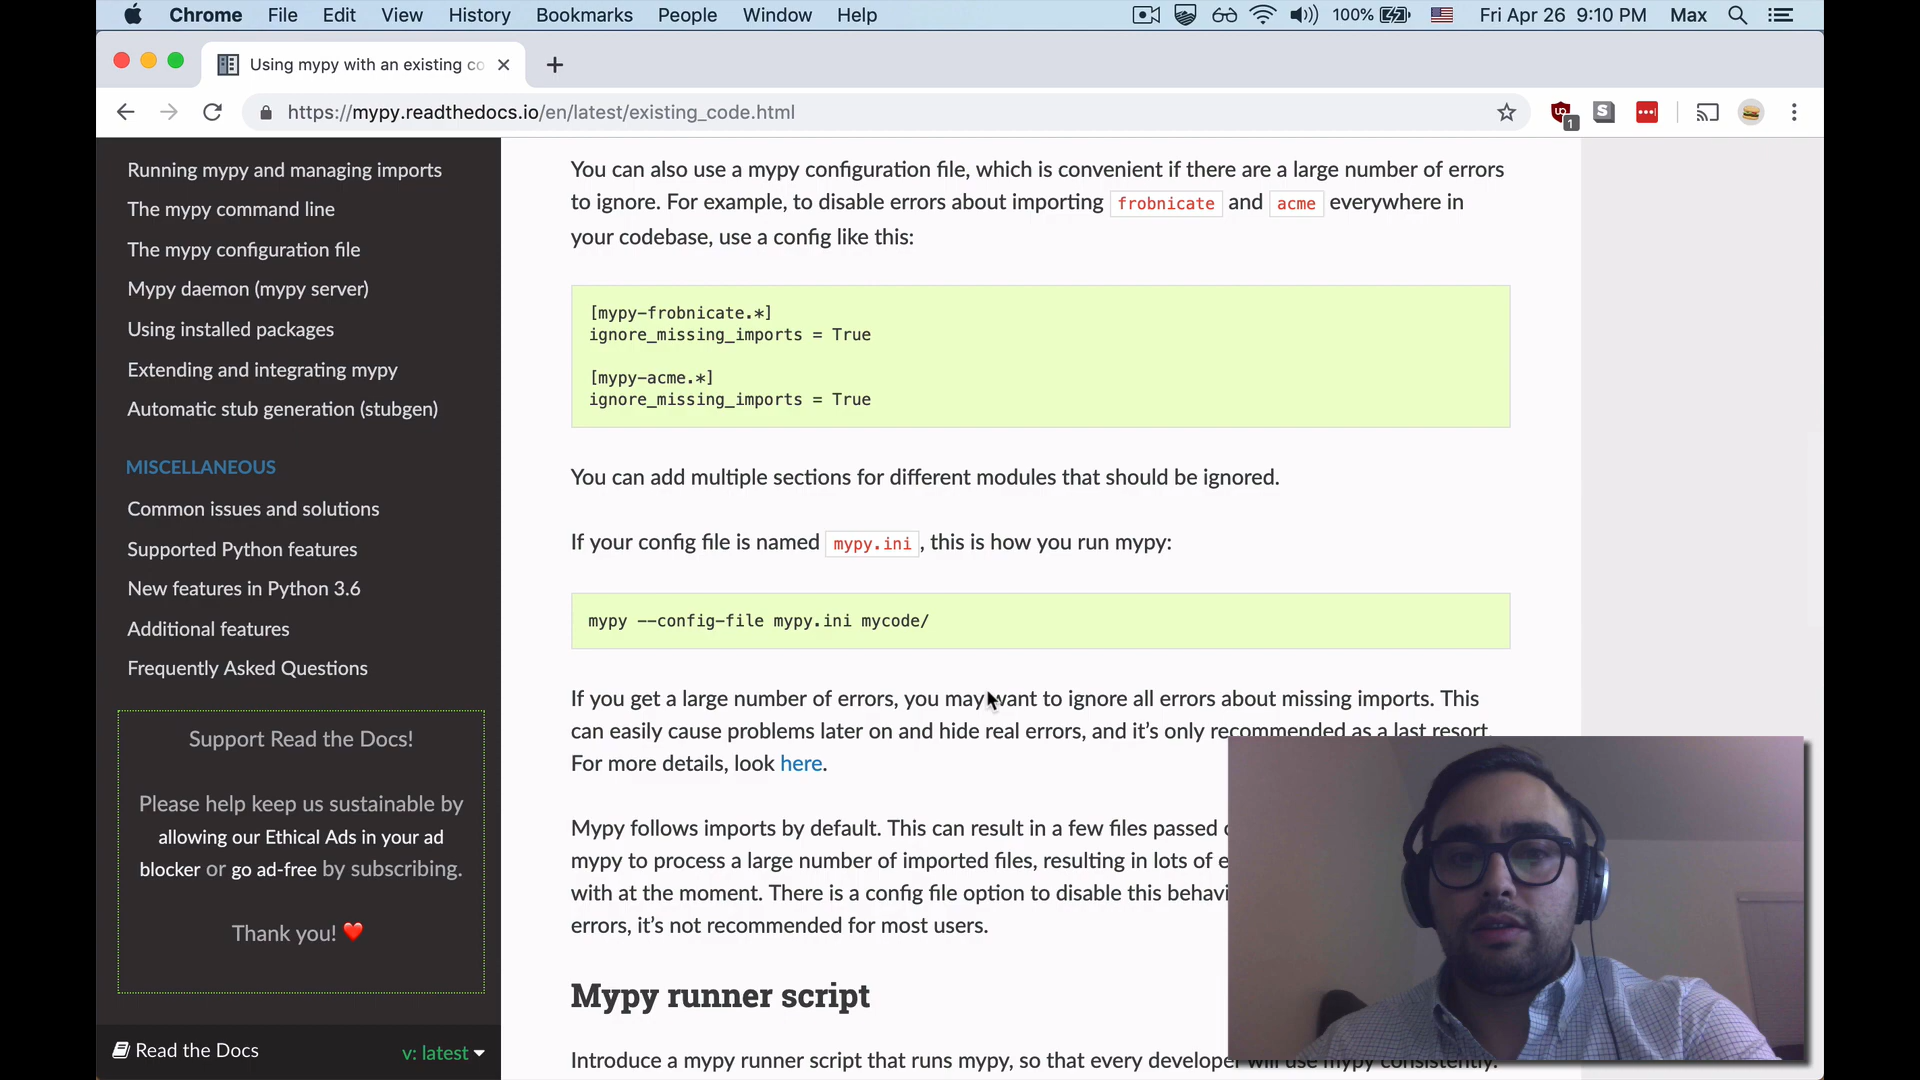 Chrome File Edit View History Bookmarks People Window Help 100% Fri Apr 26 9:10 PM Max
Using mypy with an existing co
https://mypy.readthedocs.io/en/latest/existing_code.html
1
Running mypy and managing imports
The mypy command line
The mypy configuration file
Mypy daemon (mypy server)
Using installed packages
Extending and integrating mypy
Automatic stub generation (stubgen)
MISCELLANEOUS
Common issues and solutions
Supported Python features
New features in Python 3.6
Additional features
Frequently Asked Questions
Support Read the Docs!
Please help keep us sustainable by
allowing our Ethical Ads in your ad
blocker or go ad-free by subscribing.
Thank you! ❤️
Read the Docs v: latest
You can also use a mypy configuration file, which is convenient if there are a large number of errors
to ignore. For example, to disable errors about importing frobnicate and acme everywhere in
your codebase, use a config like this:
[mypy-frobnicate.*]
ignore_missing_imports = True
[mypy-acme.*]
ignore_missing_imports = True
You can add multiple sections for different modules that should be ignored.
If your config file is named mypy.ini, this is how you run mypy:
mypy --config-file mypy.ini mycode/
If you get a large number of errors, you may want to ignore all errors about missing imports. This
can easily cause problems later on and hide real errors, and it's only recommended as a last resort.
For more details, look here.
Mypy follows imports by default. This can result in a few files passed
mypy to process a large number of imported files, resulting in lots of
with at the moment. There is a config file option to disable this
errors, it's not recommended for most users.
Mypy runner script
Introduce a mypy runner script that runs mypy, so that every developer will use mypy consistently.